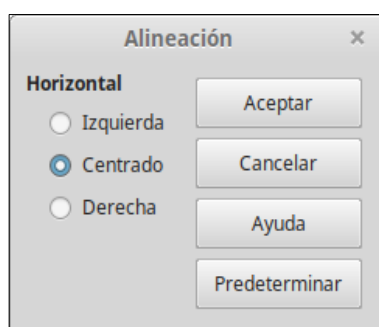 Alineación
Horizontal
Izquierda
Centrado
Derecha
Aceptar
Cancelar
Ayuda
Predeterminar